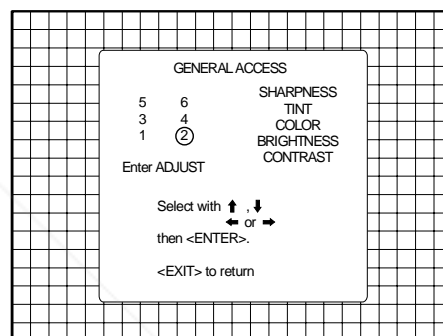 GENERAL ACCESS
5 6
3 4
1 2
SHARPNESS
TINT
COLOR
BRIGHTNESS
CONTRAST
Enter ADJUST
Select with ⬆ , ⬇
⬅ or ➡
then <ENTER>.
<EXIT> to return